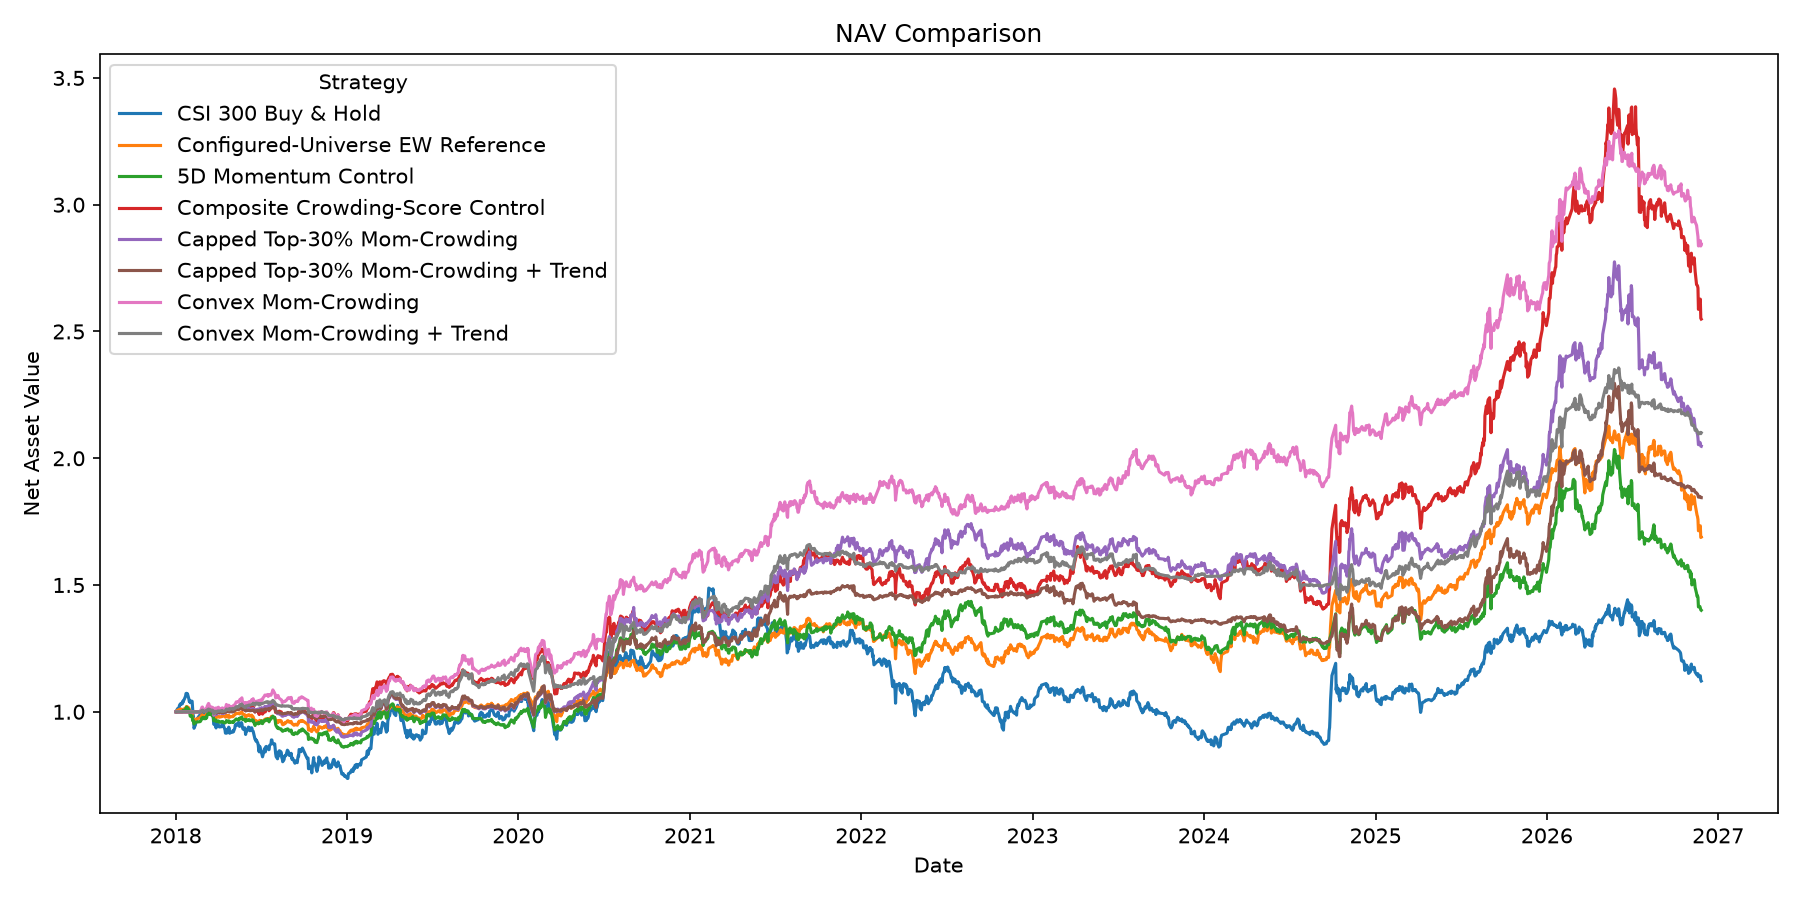 NAV Comparison
Strategy
CSI 300 Buy & Hold
Configured-Universe EW Reference
5D Momentum Control
Composite Crowding-Score Control
Capped Top-30% Mom-Crowding
Capped Top-30% Mom-Crowding + Trend
Convex Mom-Crowding
Convex Mom-Crowding + Trend
Net Asset Value
3.5
3.0
2.5
2.0
1.5
1.0
2018 2019 2020 2021 2022 2023 2024 2025 2026 2027
Date